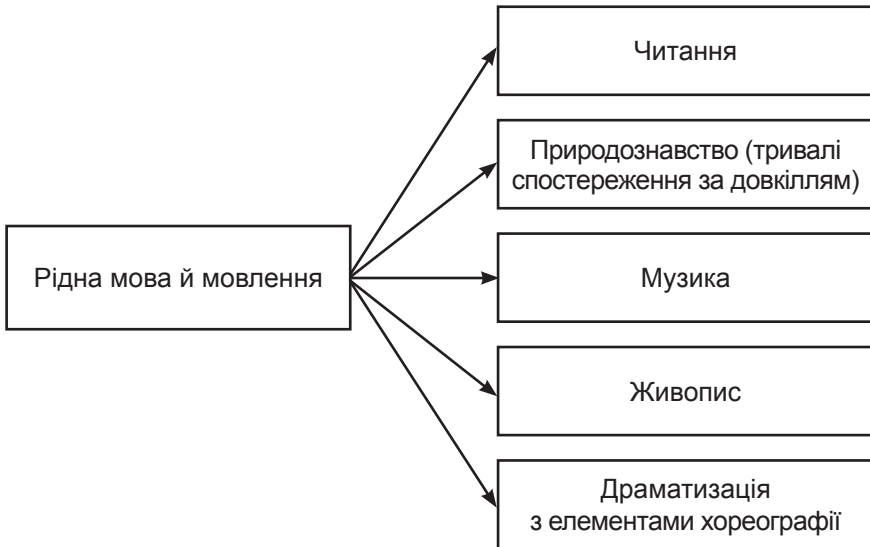 Читання
Природознавство (тривалі
спостереження за довкіллям)
Рідна мова й мовлення
Музика
Живопис
Драматизація
з елементами хореографії